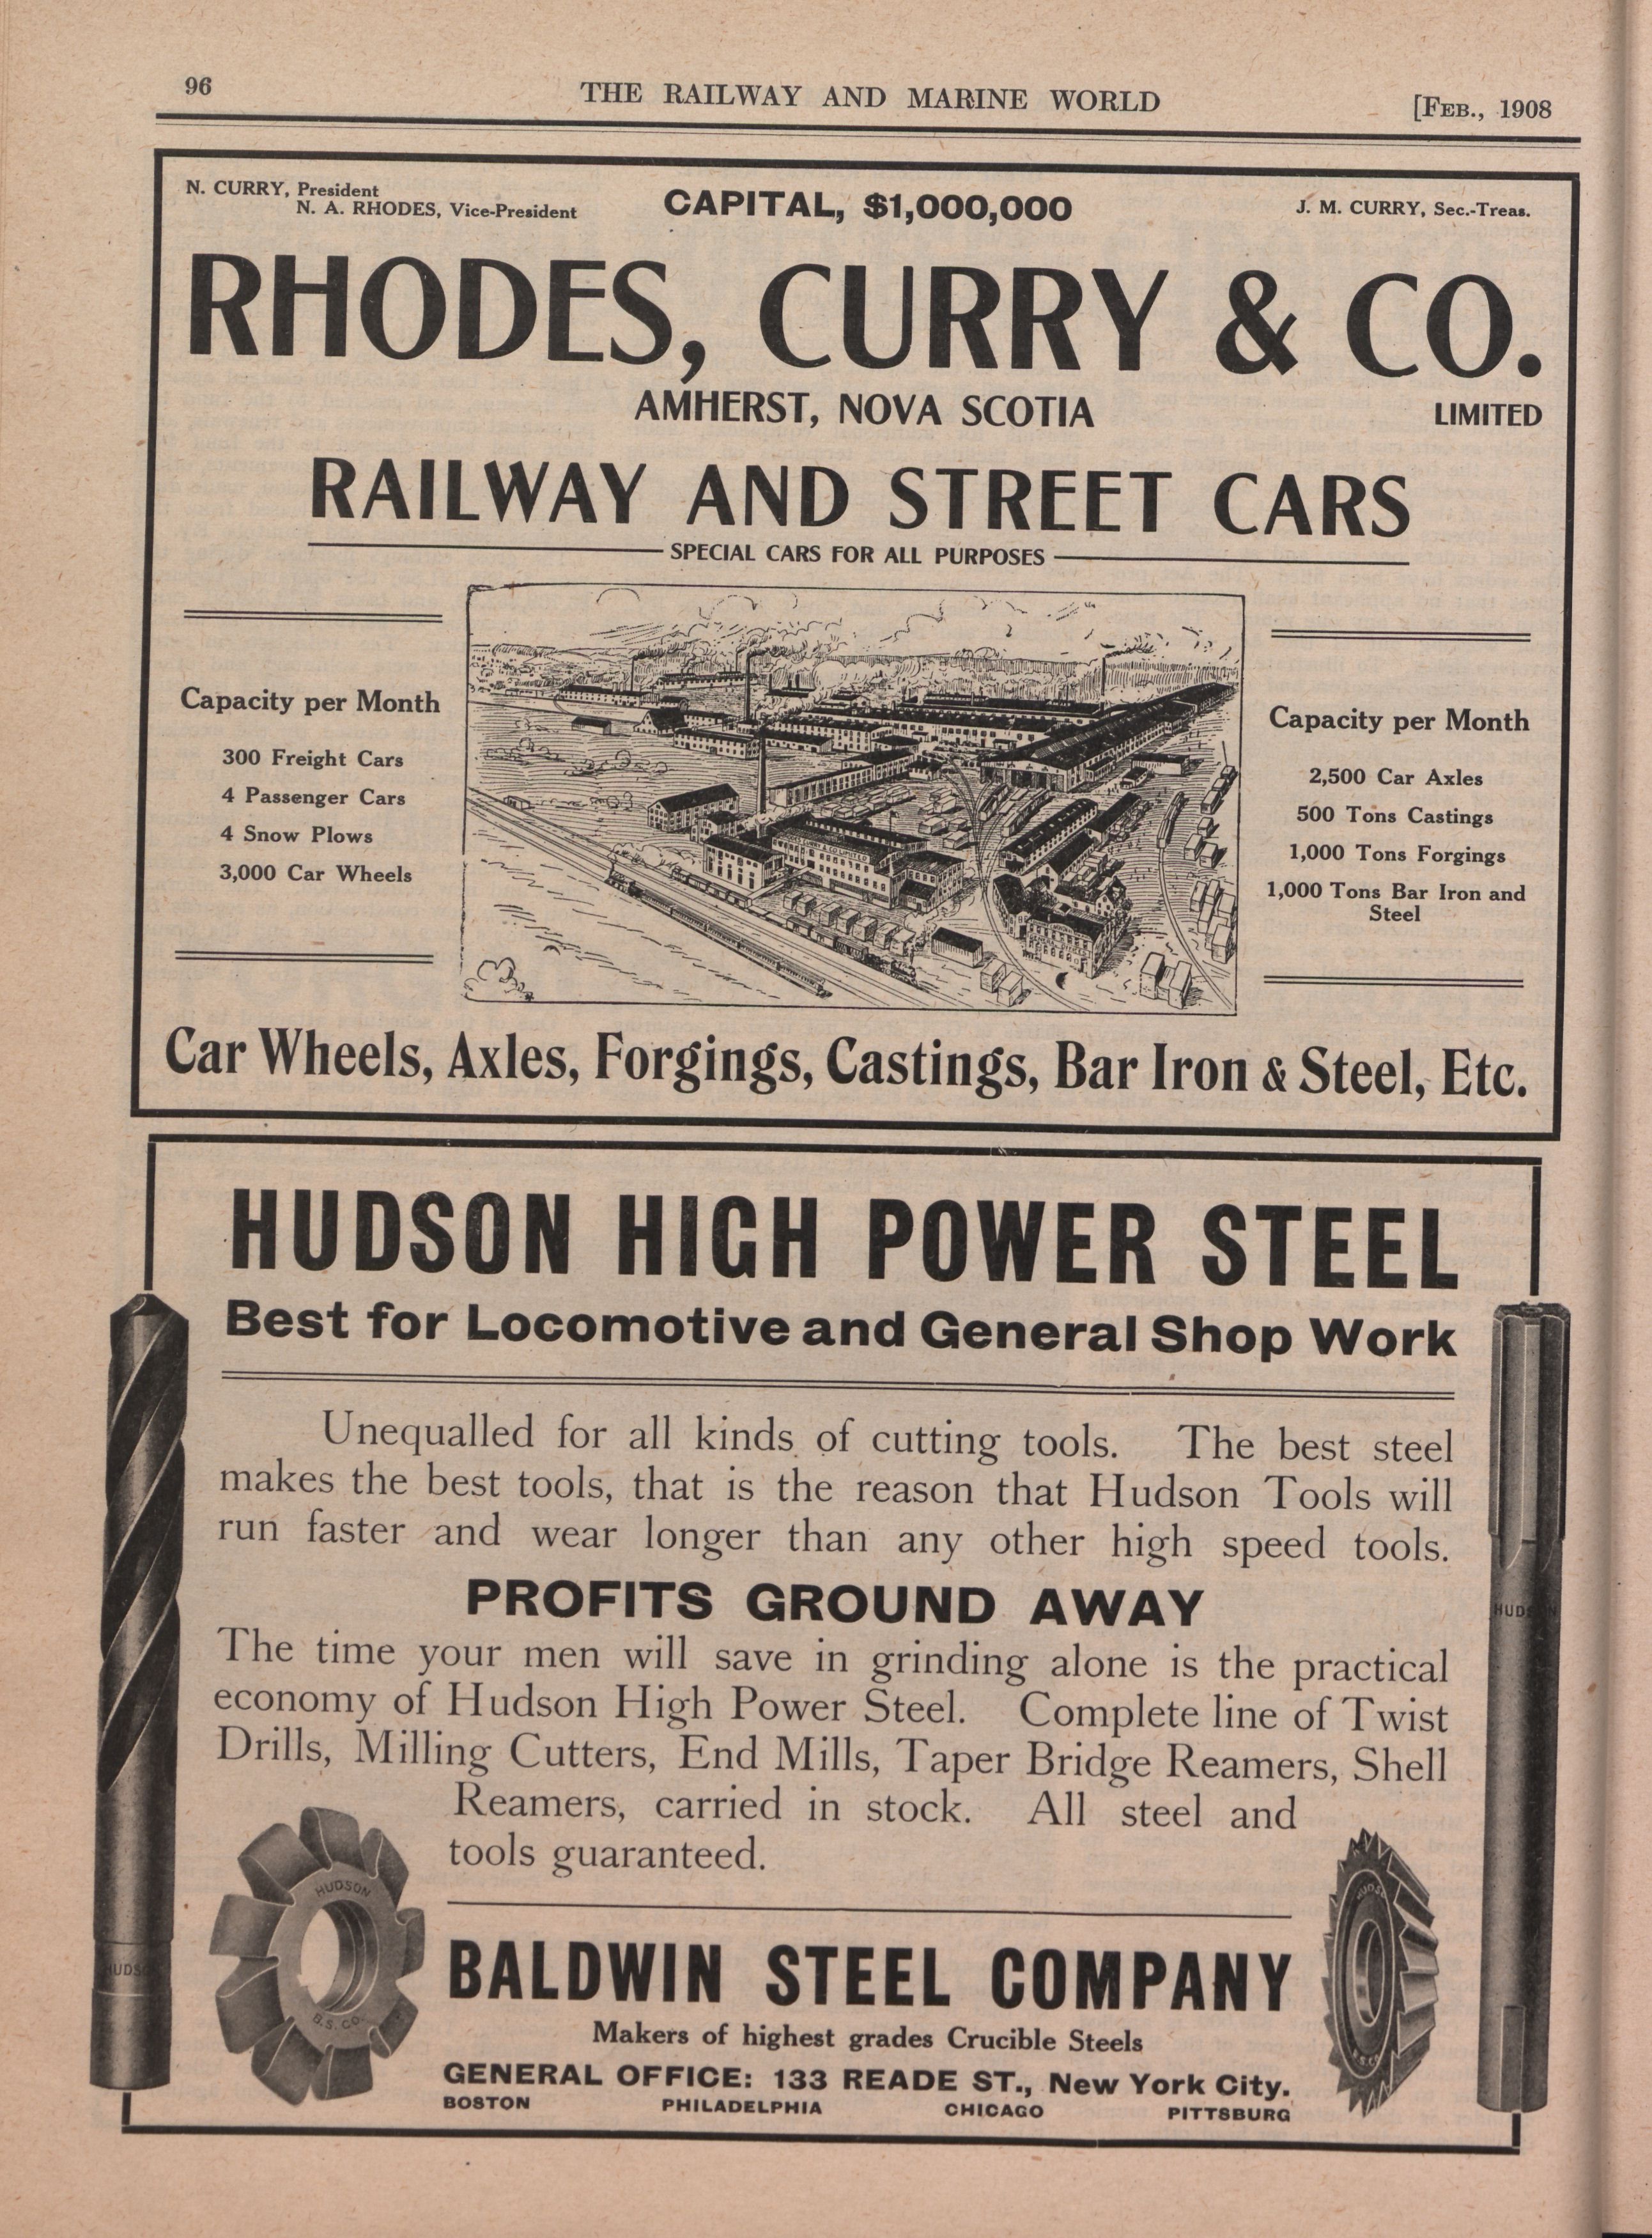 96
THE RAILWAY AND MARINE WORLD
[FEB., 1908
N. CURRY, President
N. A. RHODES, Vice-President
CAPITAL, $1,000,000
J. M. CURRY, Sec.-Treas.
RHODES, CURRY & CO.
AMHERST, NOVA SCOTIA
LIMITED
RAILWAY AND STREET CARS
SPECIAL CARS FOR ALL PURPOSES
Capacity per Month
300 Freight Cars
4 Passenger Cars
4 Snow Plows
3,000 Car Wheels
Capacity per Month
2,500 Car Axles
500 Tons Castings
1,000 Tons Forgings
1,000 Tons Bar Iron and
Steel
Car Wheels, Axles, Forgings, Castings, Bar Iron & Steel, Etc.
HUDSON HIGH POWER STEEL
Best for Locomotive and General Shop Work
Unequalled for all kinds of cutting tools. The best steel
makes the best tools, that is the reason that Hudson Tools will
run faster and wear longer than any other high speed tools.
PROFITS GROUND AWAY
The time your men will save in grinding alone is the practical
economy of Hudson High Power Steel. Complete line of Twist
Drills, Milling Cutters, End Mills, Taper Bridge Reamers, Shell
Reamers, carried in stock. All steel and
tools guaranteed.
HUDSON
B.S. CO.
HUDSON
HUDSON
HUDSON
BALDWIN STEEL COMPANY
Makers of highest grades Crucible Steels
GENERAL OFFICE: 133 READE ST., New York City.
BOSTON PHILADELPHIA CHICAGO PITTSBURG